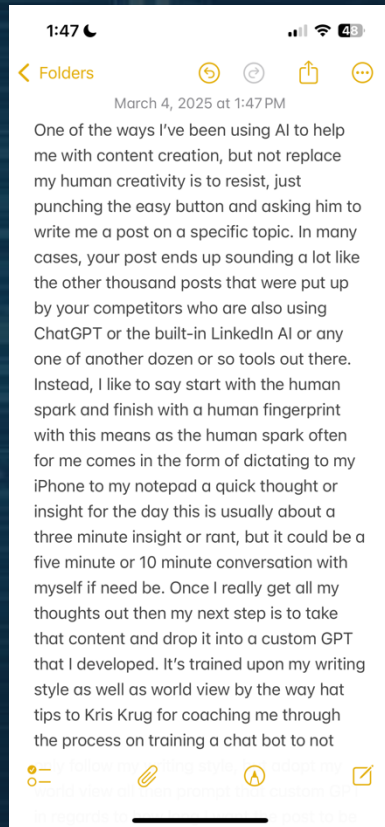 1:47
48
Folders
March 4, 2025 at 1:47 PM
One of the ways I've been using AI to help
me with content creation, but not replace
my human creativity is to resist, just
punching the easy button and asking him to
write me a post on a specific topic. In many
cases, your post ends up sounding a lot like
the other thousand posts that were put up
by your competitors who are also using
ChatGPT or the built-in LinkedIn AI or any
one of another dozen or so tools out there.
Instead, I like to say start with the human
spark and finish with a human fingerprint
with this means as the human spark often
for me comes in the form of dictating to my
iPhone to my notepad a quick thought or
insight for the day this is usually about a
three minute insight or rant, but it could be a
five minute or 10 minute conversation with
myself if need be. Once I really get all my
thoughts out then my next step is to take
that content and drop it into a custom GPT
that I developed. It's trained upon my writing
style as well as world view by the way hat
tips to Kris Krug for coaching me through
the process on training a chat bot to not